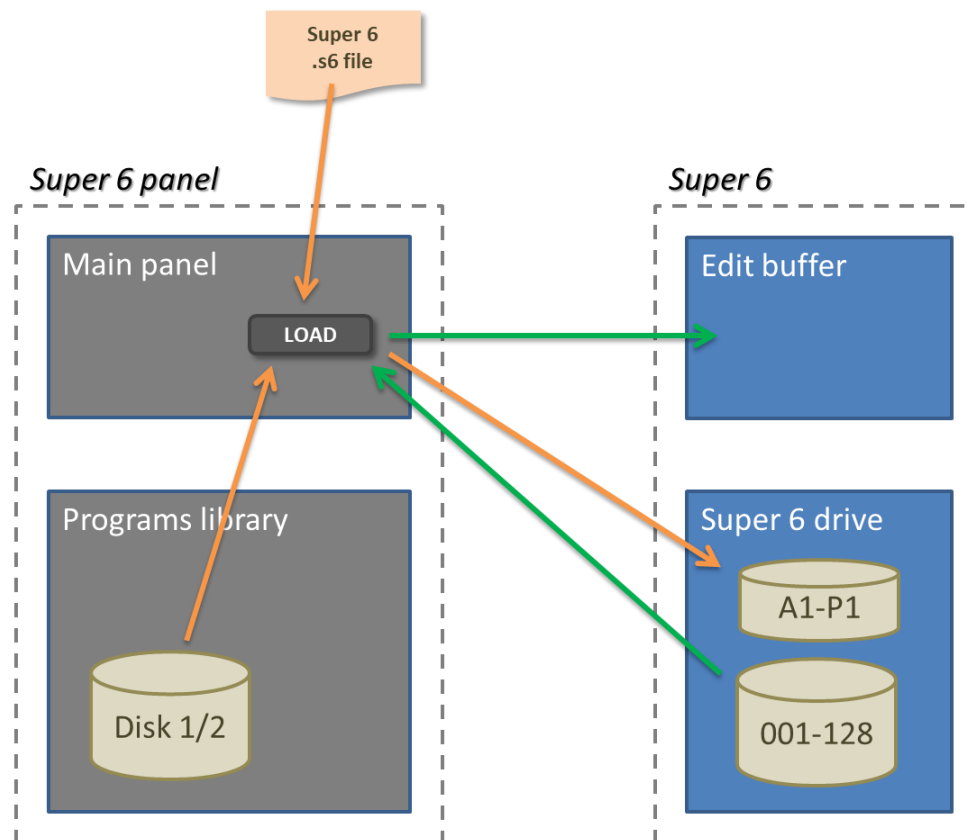 Super 6
.s6 file
Super 6 panel
Super 6
Main panel
LOAD
Edit buffer
Programs library
Super 6 drive
A1-P1
Disk 1/2
001-128